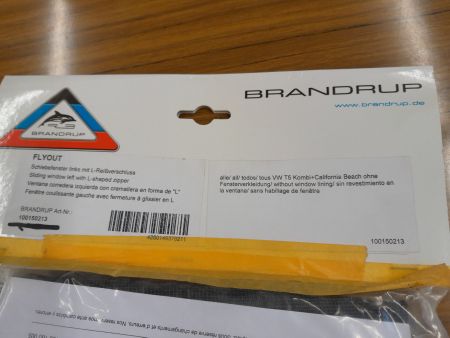 BRANDRUP
www.brandrup.de
BRANDRUP
FLYOUT
Schiebefenster links mit L-Reißverschluss
Sliding window left with L-shaped zipper
Ventana corredera izquierda con cremallera en forma de "L"
Fenêtre coulissante gauche avec fermeture à glissier en L
BRANDRUP Art-Nr.:
100150213
alle/ all/ todos/ tous VW T5 Kombi+California Beach ohne
Fensterverkleidung/ without window lining/ sin revestimiento en
la ventana/ sans habillage de fenêtre
100150213